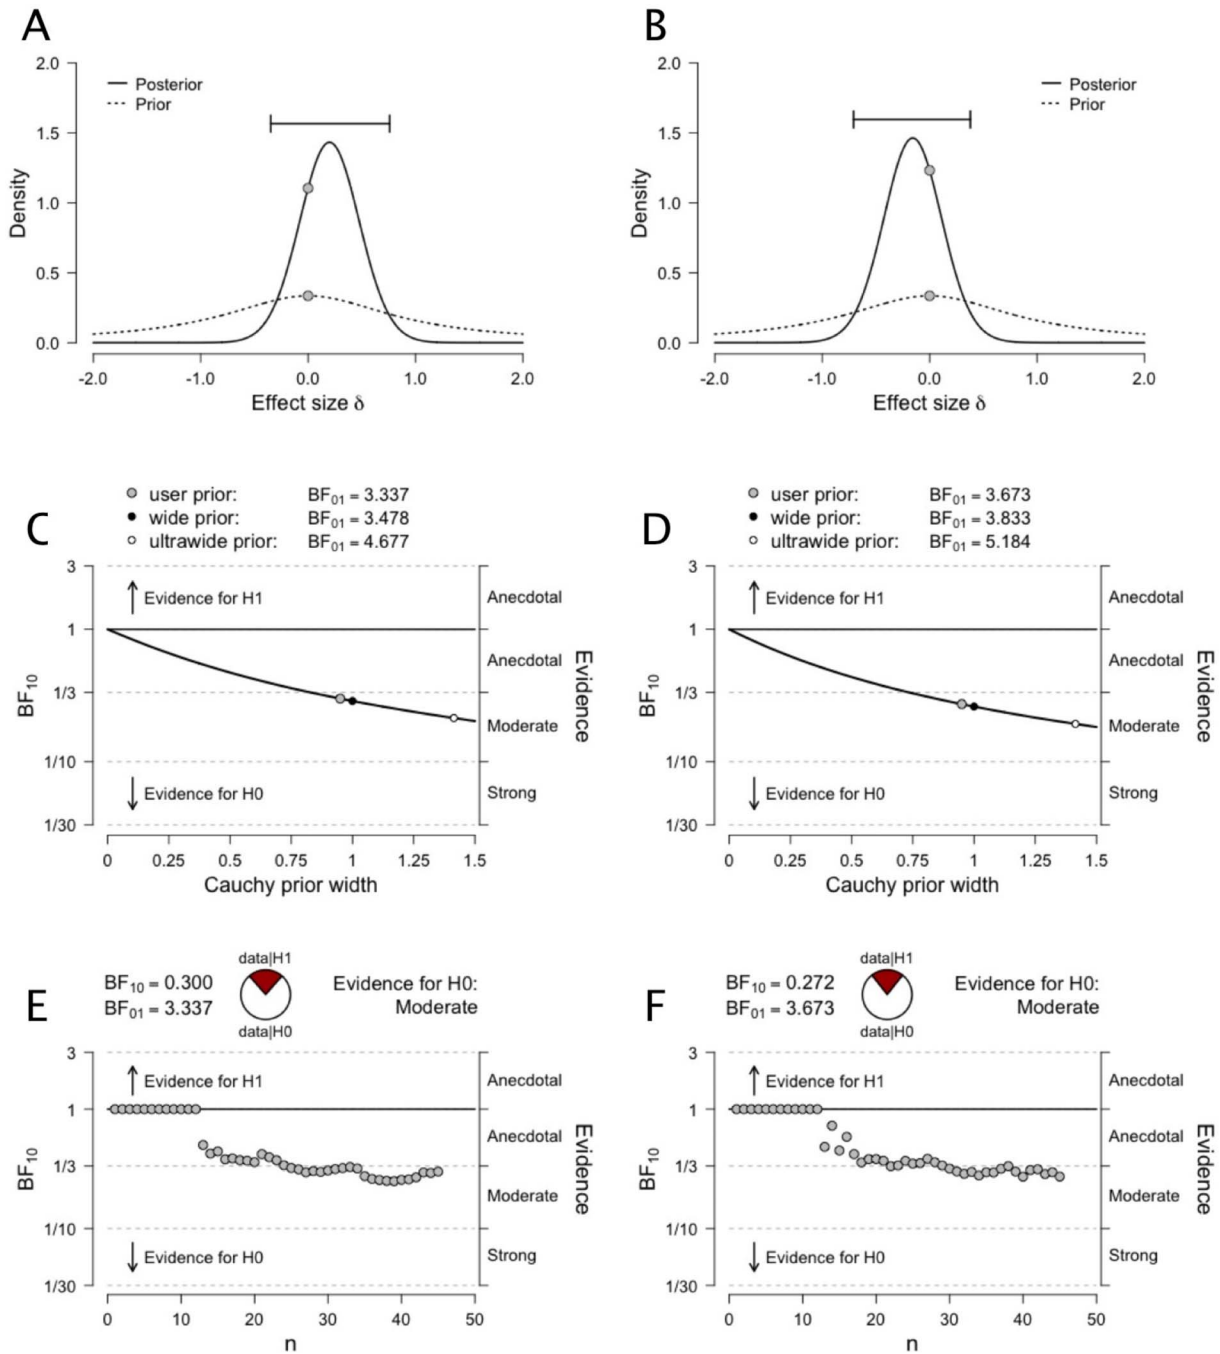 A
B
2.0
1.5
1.0
0.5
0.0
Density
Posterior
Prior
-2.0 -1.0 0.0 1.0 2.0
Effect size δ
2.0
1.5
1.0
0.5
0.0
Density
Posterior
Prior
-2.0 -1.0 0.0 1.0 2.0
Effect size δ
C
user prior: BF01 = 3.337
wide prior: BF01 = 3.478
ultrawide prior: BF01 = 4.677
3
1
1/3
1/10
1/30
BF10
Evidence for H1
Evidence for H0
Anecdotal
Anecdotal
Moderate
Strong
Evidence
0 0.25 0.5 0.75 1 1.25 1.5
Cauchy prior width
D
user prior: BF01 = 3.673
wide prior: BF01 = 3.833
ultrawide prior: BF01 = 5.184
3
1
1/3
1/10
1/30
BF10
Evidence for H1
Evidence for H0
Anecdotal
Anecdotal
Moderate
Strong
Evidence
0 0.25 0.5 0.75 1 1.25 1.5
Cauchy prior width
E
BF10 = 0.300
BF01 = 3.337
data|H1
data|H0
Evidence for H0:
Moderate
3
1
1/3
1/10
1/30
BF10
Evidence for H1
Evidence for H0
Anecdotal
Anecdotal
Moderate
Strong
Evidence
0 10 20 30 40 50
n
F
BF10 = 0.272
BF01 = 3.673
data|H1
data|H0
Evidence for H0:
Moderate
3
1
1/3
1/10
1/30
BF10
Evidence for H1
Evidence for H0
Anecdotal
Anecdotal
Moderate
Strong
Evidence
0 10 20 30 40 50
n